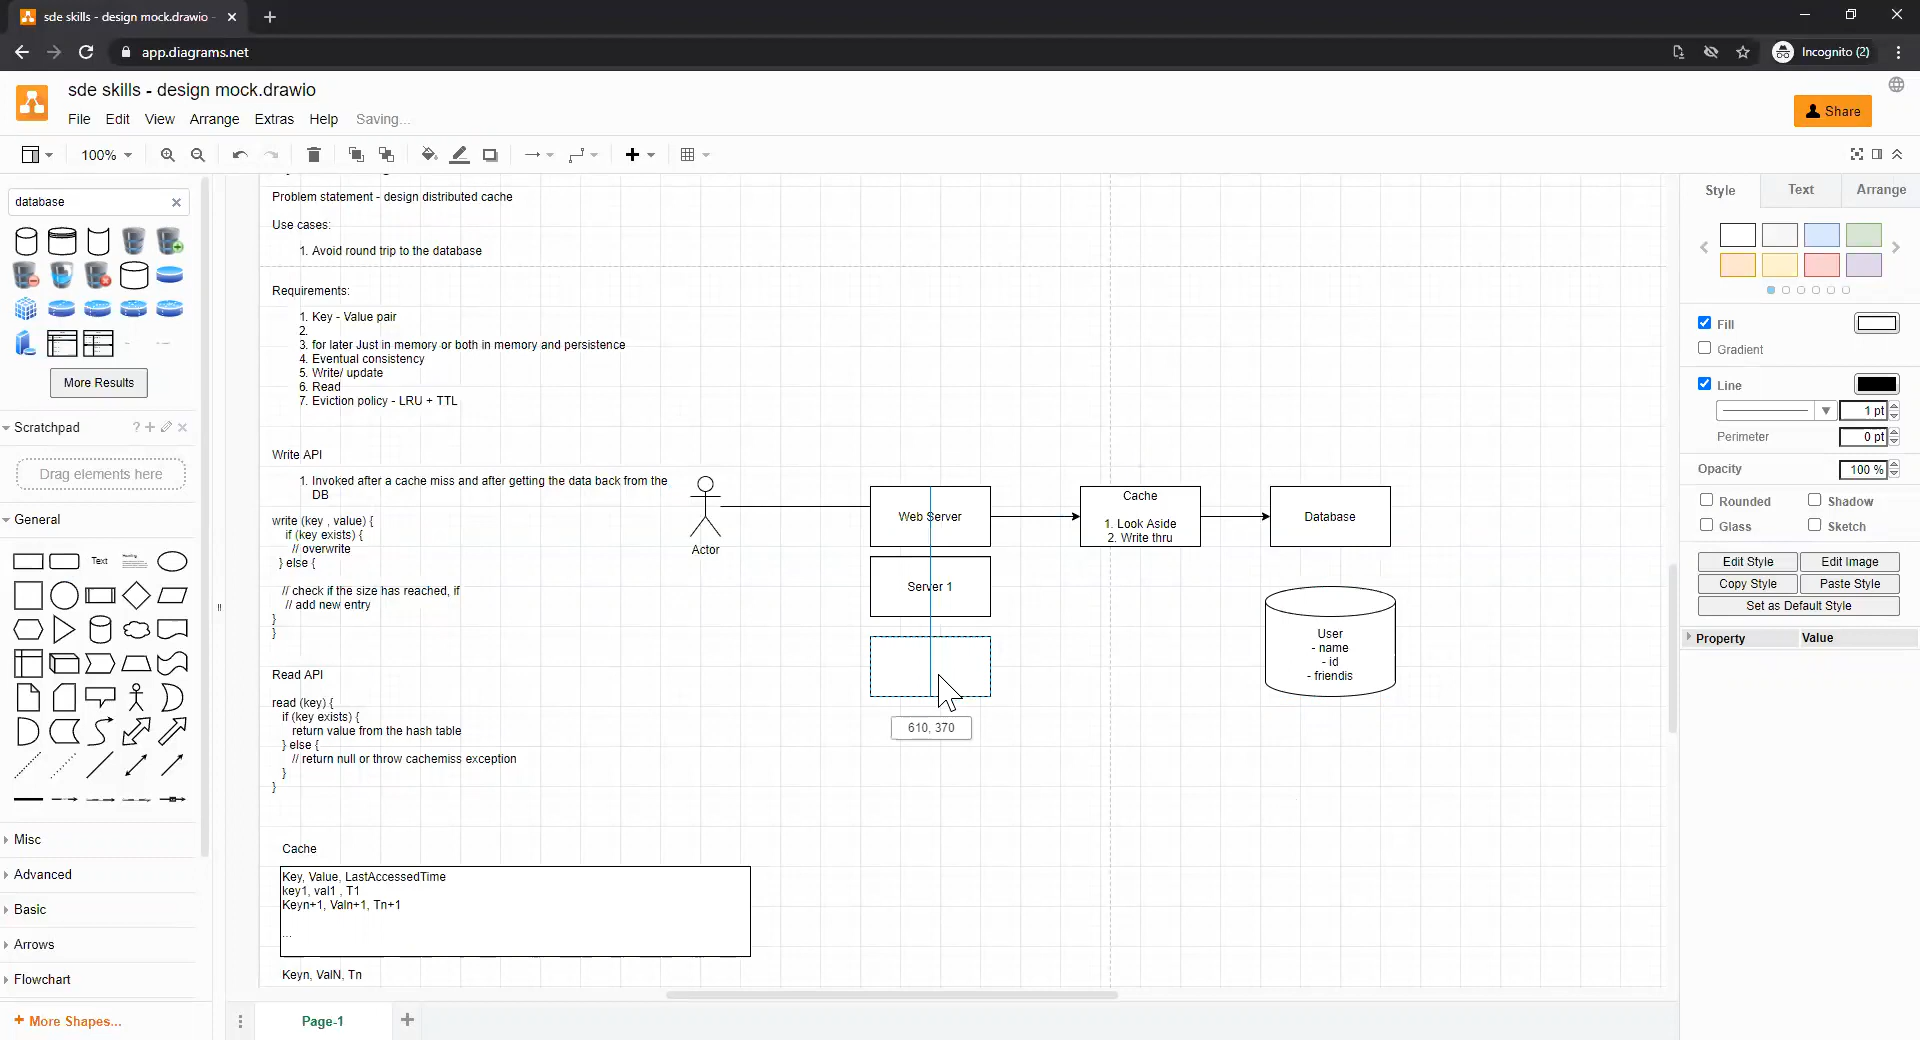 sde skills - design mock.drawio -
app.diagrams.net
Incognito (2)
sde skills - design mock.drawio
File Edit View Arrange Extras Help Saving...
Share
100%
database
More Results
Scratchpad
? + 
Drag elements here
General
Text
Heading
Misc
Advanced
Basic
Arrows
Flowchart
+ More Shapes...
Problem statement - design distributed cache
Use cases:
1. Avoid round trip to the database
Requirements:
1. Key - Value pair
2.
3. for later Just in memory or both in memory and persistence
4. Eventual consistency
5. Write/ update
6. Read
7. Eviction policy - LRU + TTL
Write API
1. Invoked after a cache miss and after getting the data back from the
DB
write (key , value) {
if (key exists) {
// overwrite
} else {
// check if the size has reached, if
// add new entry
}
}
Read API
read (key) {
if (key exists) {
return value from the hash table
} else {
// return null or throw cachemiss exception
}
}
Cache
Key, Value, LastAccessedTime
key1, val1 , T1
Keyn+1, Valn+1, Tn+1
...
Keyn, ValN, Tn
Actor
Web Server
Server 1
610, 370
Cache
1. Look Aside
2. Write thru
Database
User
- name
- id
- friendis
Page-1
Style Text Arrange
Fill
Gradient
Line
1 pt
Perimeter
0 pt
Opacity
100 %
Rounded Shadow
Glass Sketch
Edit Style Edit Image
Copy Style Paste Style
Set as Default Style
Property Value